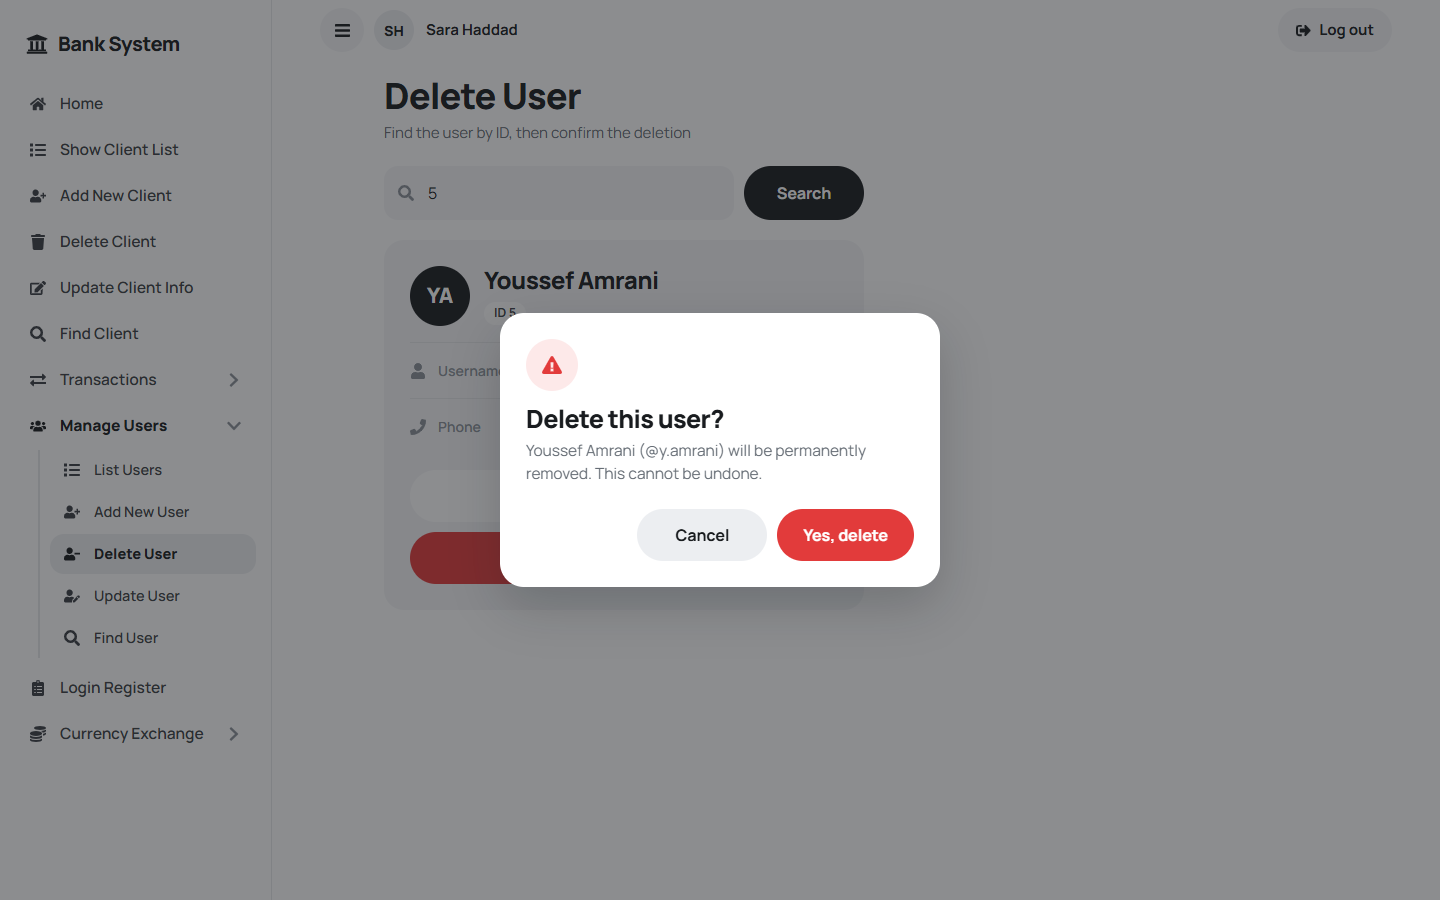 Bank System
SH
Sara Haddad
Log out
Home
Show Client List
Add New Client
Delete Client
Update Client Info
Find Client
Transactions
Manage Users
List Users
Add New User
Delete User
Update User
Find User
Login Register
Currency Exchange
Delete User
Find the user by ID, then confirm the deletion
5
Search
YA
Youssef Amrani
ID 5
Phone
Delete this user?
Youssef Amrani (@y.amrani) will be permanently
removed. This cannot be undone.
Cancel
Yes, delete